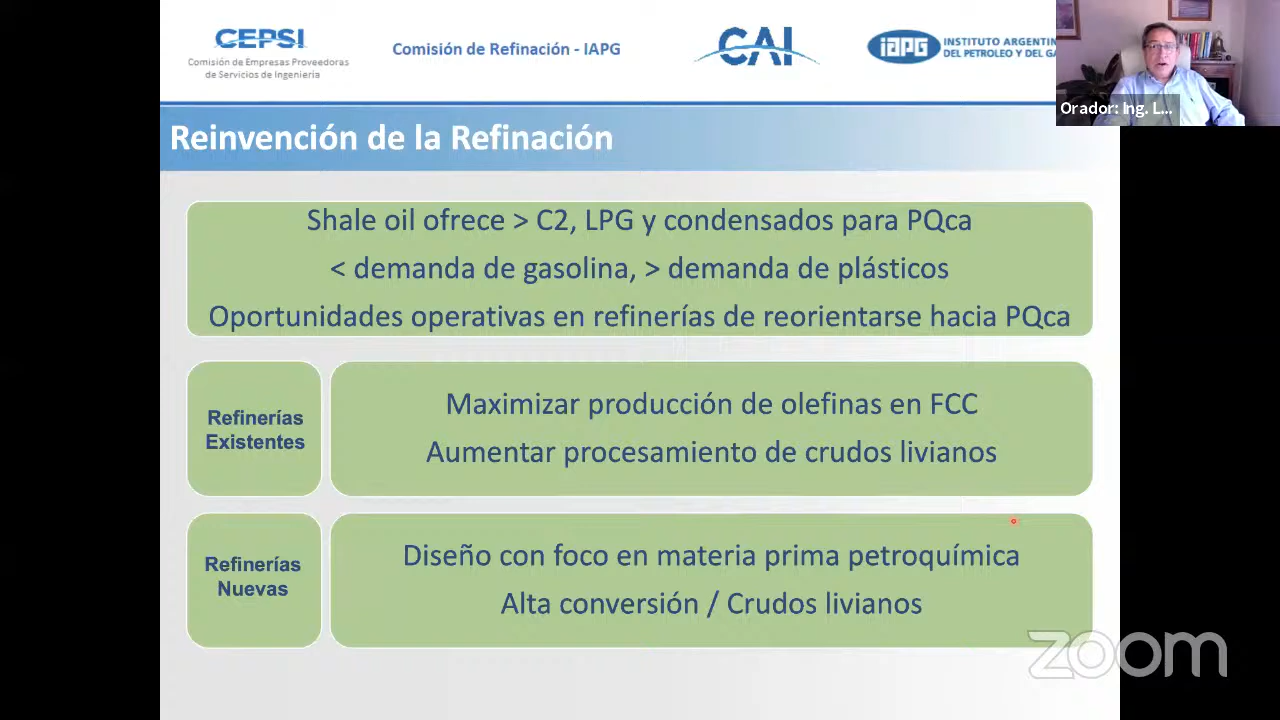 CEPSI
Comisión de Empresas Proveedoras
de Servicios de Ingeniería
Comisión de Refinación - IAPG
CAI
iAPG
INSTITUTO ARGENTIN
DEL PETROLEO Y DEL GA
Orador: Ing. L...
Reinvención de la Refinación
Shale oil ofrece > C2, LPG y condensados para PQca
< demanda de gasolina, > demanda de plásticos
Oportunidades operativas en refinerías de reorientarse hacia PQca
Refinerías
Existentes
Maximizar producción de olefinas en FCC
Aumentar procesamiento de crudos livianos
Refinerías
Nuevas
Diseño con foco en materia prima petroquímica
Alta conversión / Crudos livianos
zoom